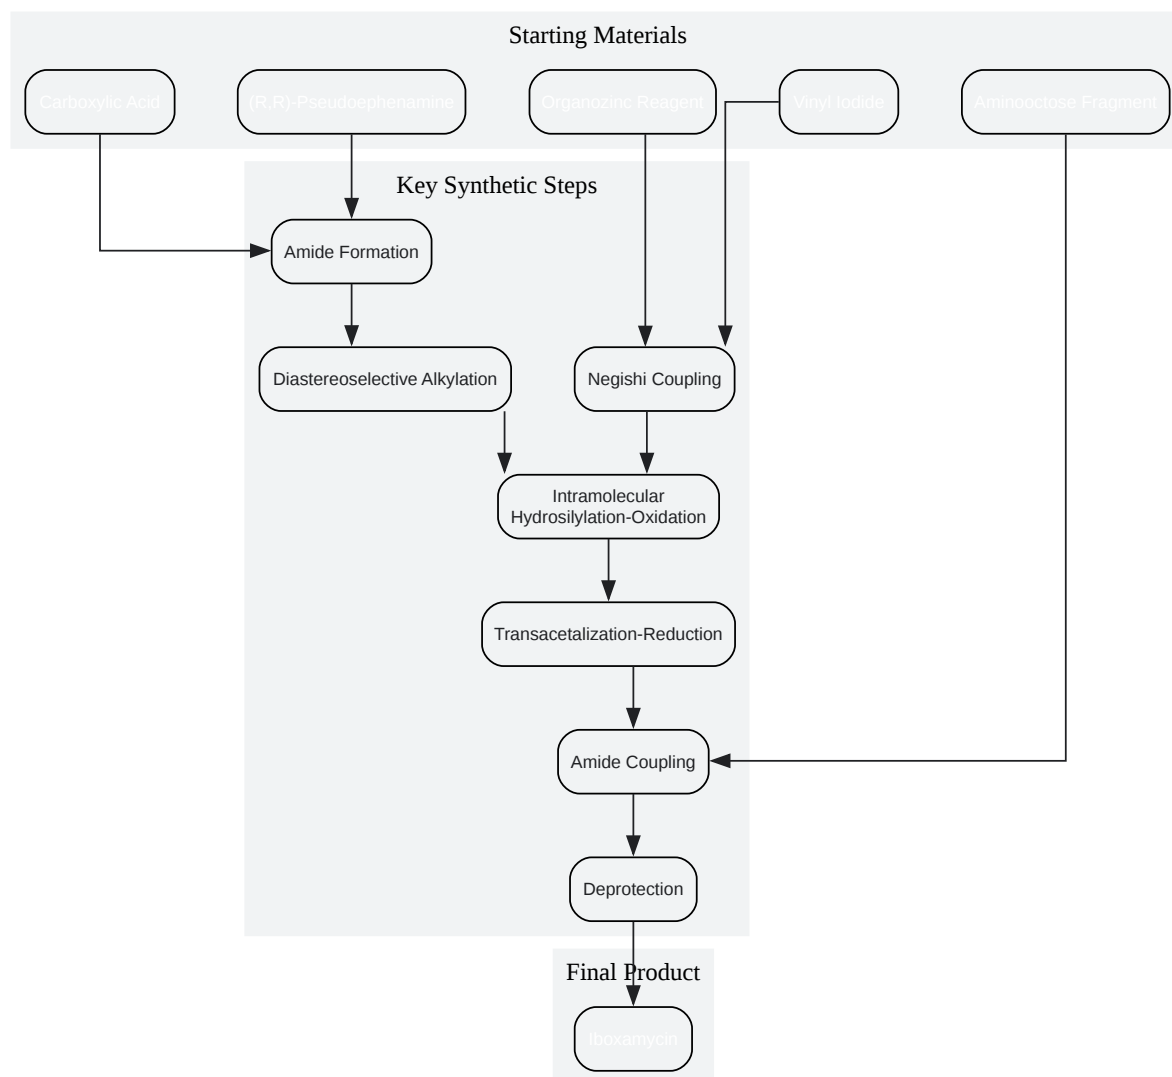 Starting Materials
Carboxylic Acid
(R,R)-Pseudoephenamine
Organozinc Reagent
Vinyl Iodide
Aminooctose Fragment
Key Synthetic Steps
Amide Formation
Diastereoselective Alkylation
Negishi Coupling
Intramolecular
Hydrosilylation-Oxidation
Transacetalization-Reduction
Amide Coupling
Deprotection
Final Product
Iboxamycin